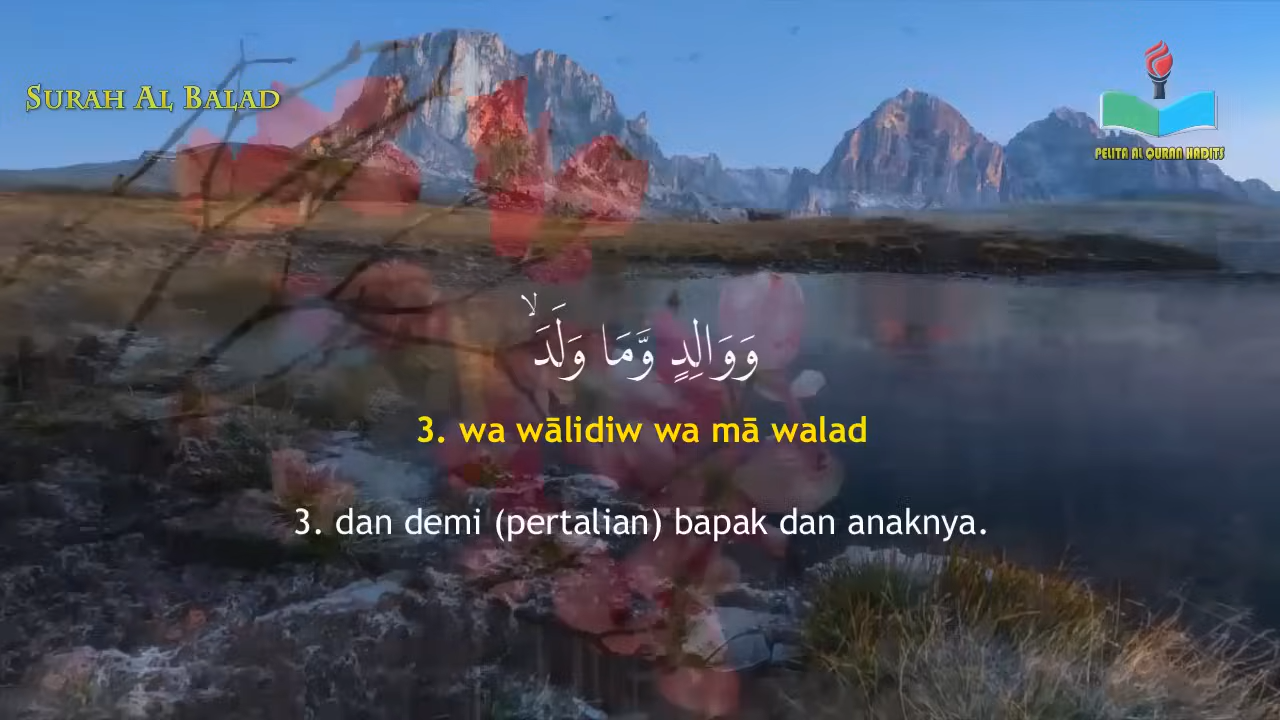 SURAH AL BALAD
PELITA AL QURAN HADITS
وَوَالِدٍ وَّمَا وَلَدَۙ
3. wa wālidiw wa mā walad
3. dan demi (pertalian) bapak dan anaknya.